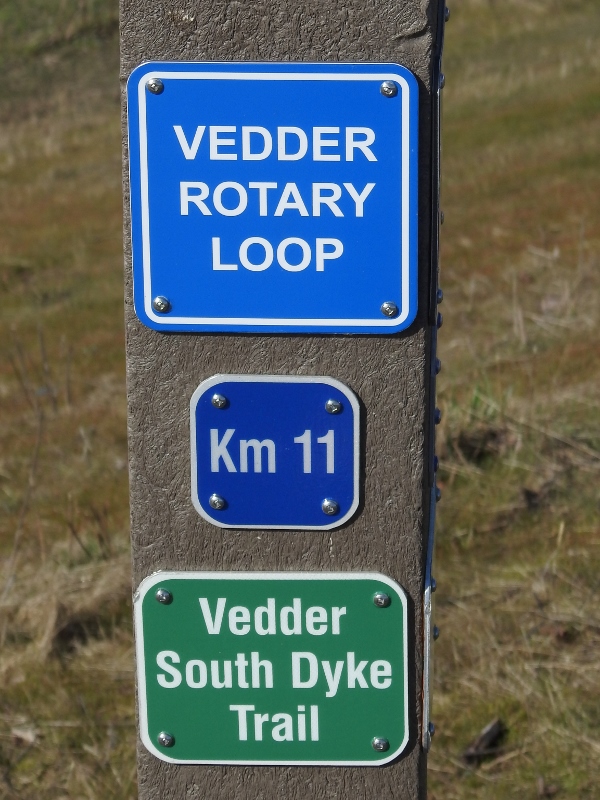 VEDDER
ROTARY
LOOP
Km 11
Vedder
South Dyke
Trail